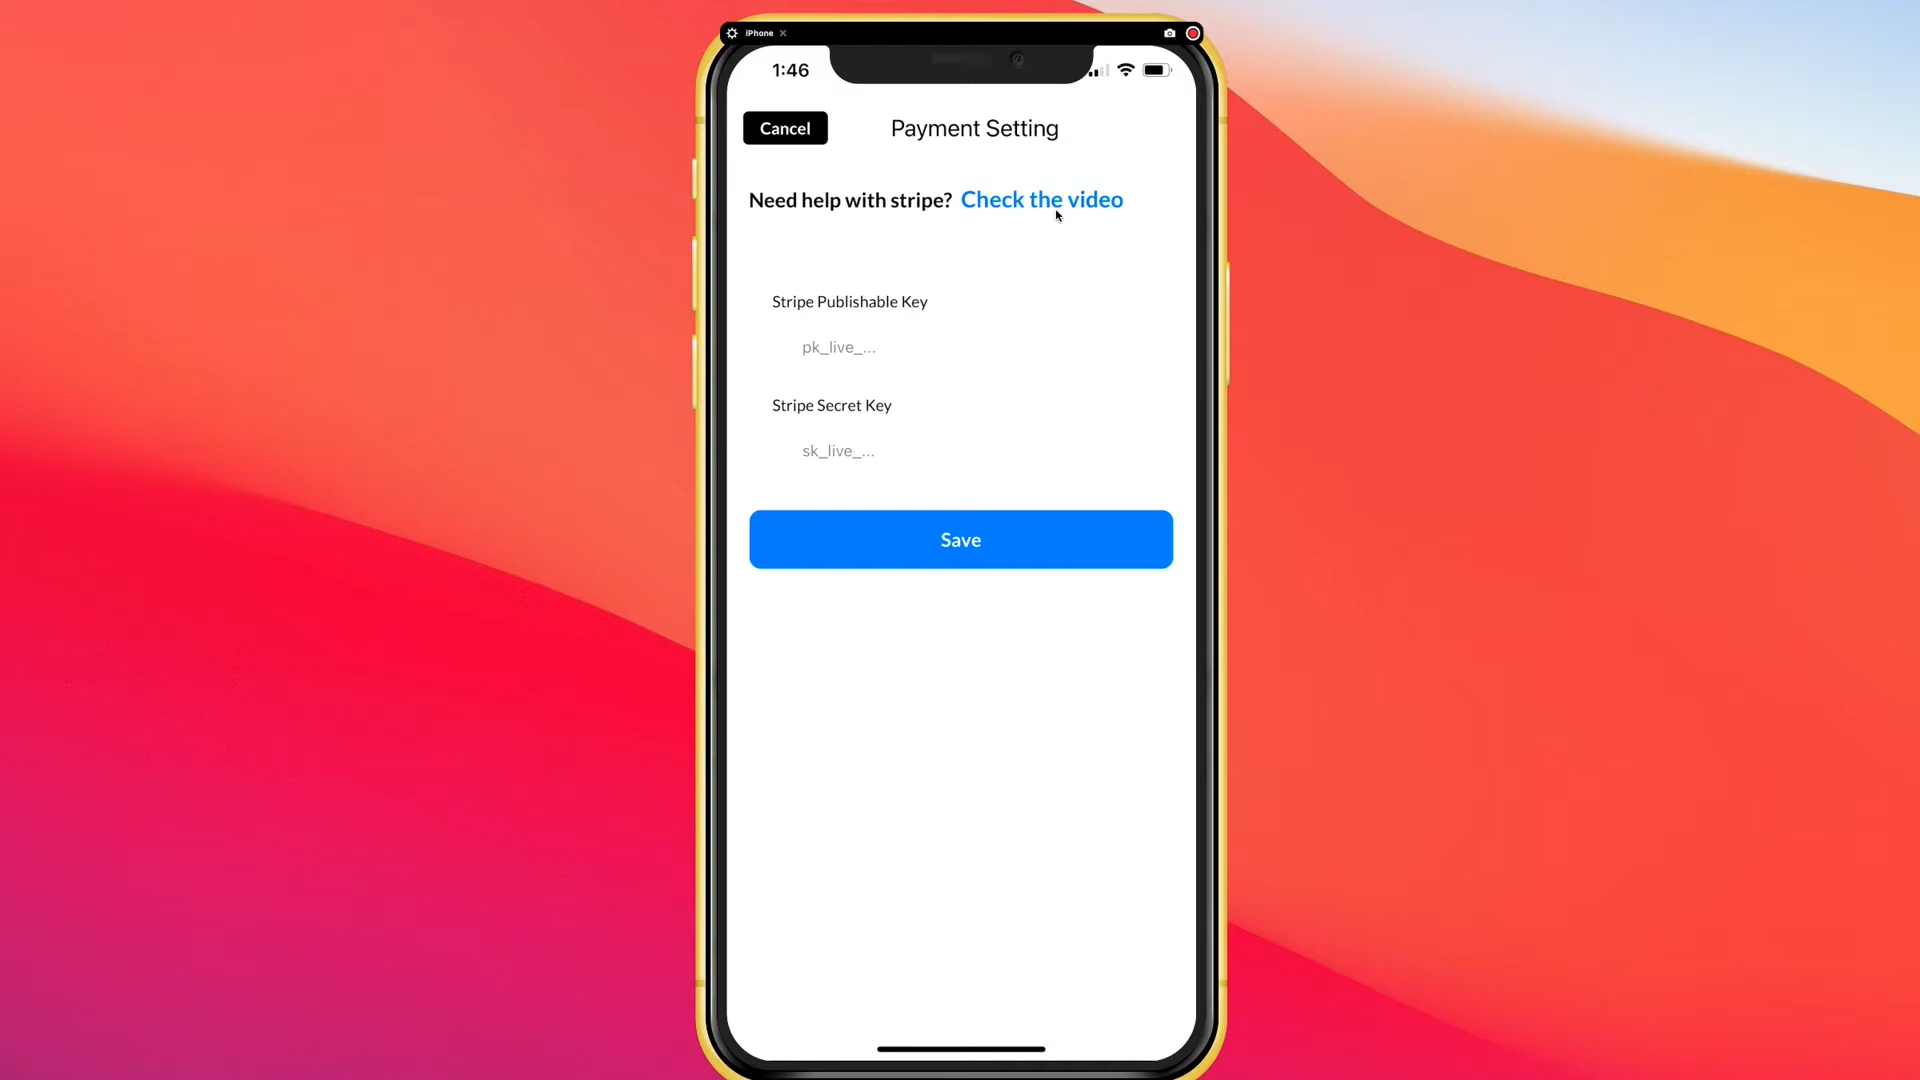 iPhone
1:46
Cancel
Payment Setting
Need help with stripe? Check the video
Stripe Publishable Key
pk_live_...
Stripe Secret Key
sk_live_...
Save